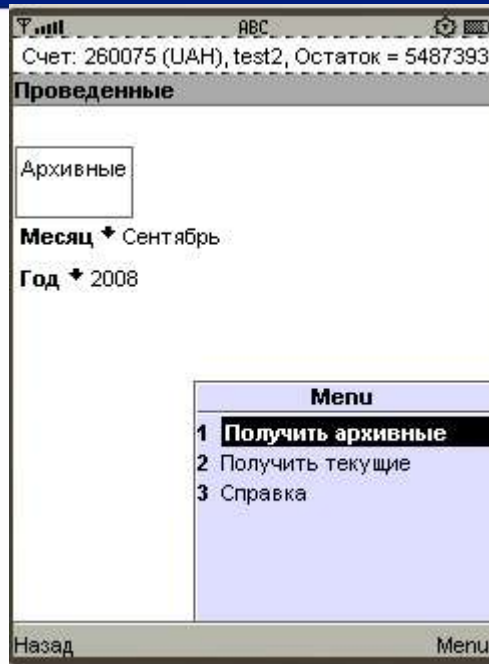 ABC
Счет: 260075 (UAH), test2, Остаток = 5487393
Проведенные
Архивные
Месяц Сентябрь
Год 2008
Menu
1 Получить архивные
2 Получить текущие
3 Справка
Назад Menu